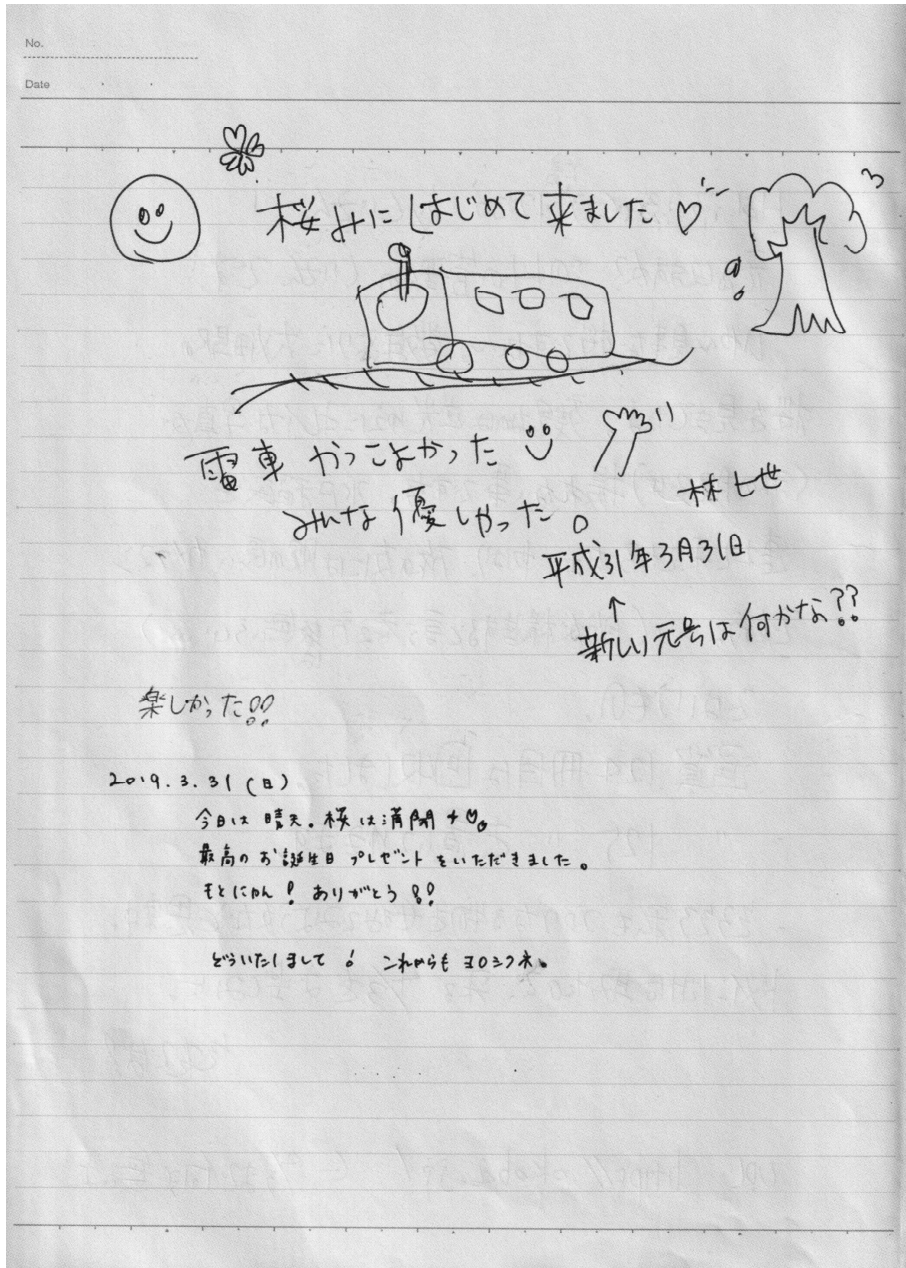 No.
Date
桜みにはじめて来ました
電車かっこよかった
みんな優しかった。
林七世
平成31年3月31日
↑
新しい元号は何かな??
楽しかった!!
2019.3.31(日)
今日は晴天。桜は満開
最高のお誕生日プレゼントをいただきました。
もとにゃん!ありがとう!!
どういたしまして!これからもヨロシクネ。